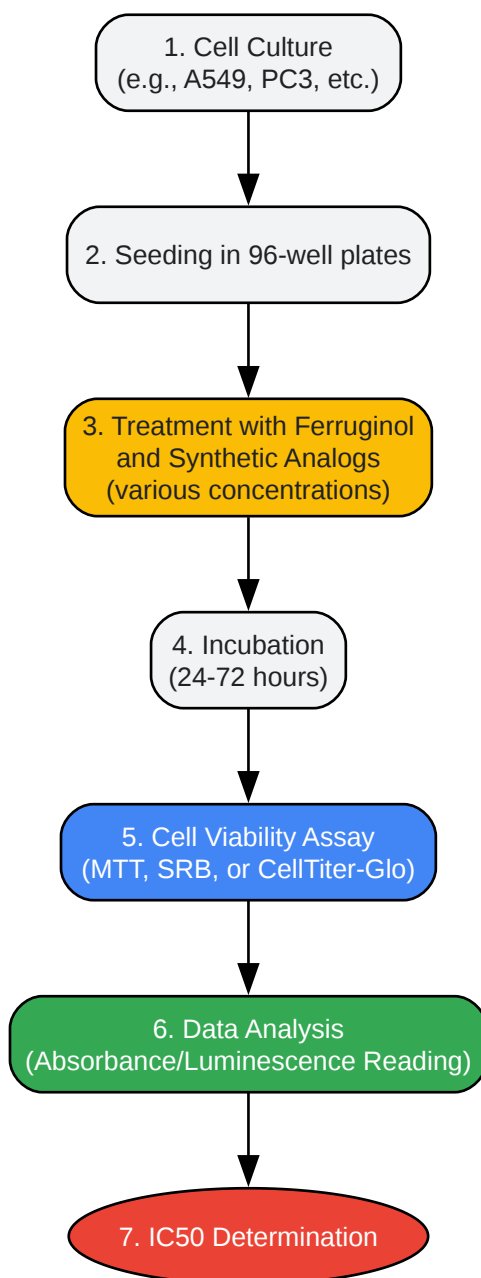 1. Cell Culture
(e.g., A549, PC3, etc.)
2. Seeding in 96-well plates
3. Treatment with Ferruginol
and Synthetic Analogs
(various concentrations)
4. Incubation
(24-72 hours)
5. Cell Viability Assay
(MTT, SRB, or CellTiter-Glo)
6. Data Analysis
(Absorbance/Luminescence Reading)
7. IC50 Determination